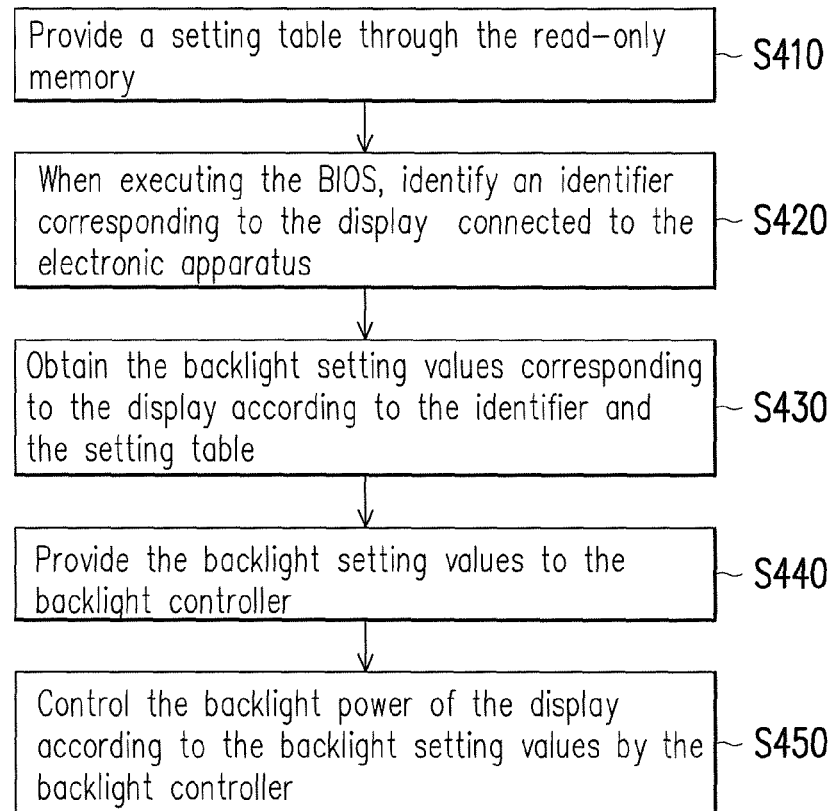 Provide a setting table through the read-only
memory
S410
When executing the BIOS, identify an identifier
corresponding to the display connected to the
electronic apparatus
S420
Obtain the backlight setting values corresponding
to the display according to the identifier and
the setting table
S430
Provide the backlight setting values to the
backlight controller
S440
Control the backlight power of the display
according to the backlight setting values by the
backlight controller
S450